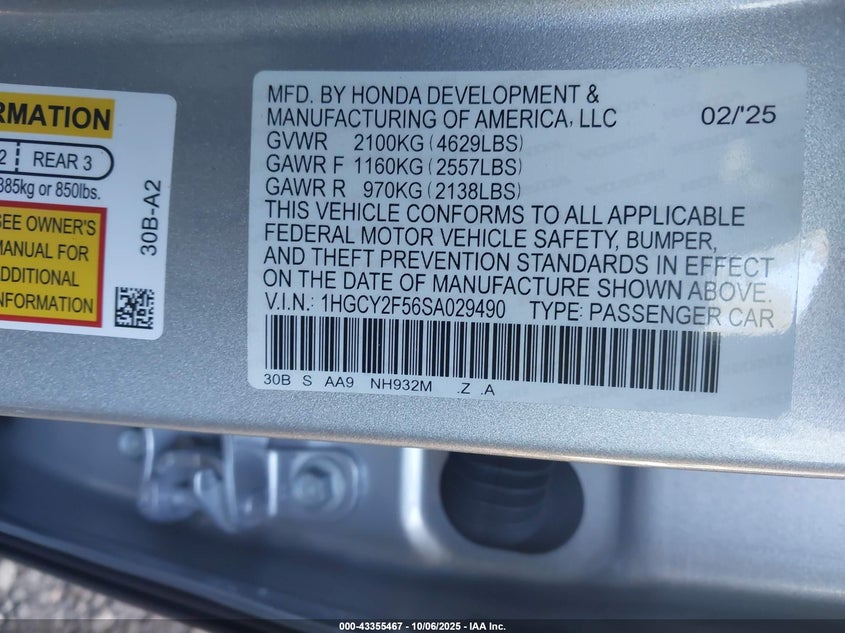 RMATION
2 REAR 3
385kg or 850lbs.
SEE OWNER'S
MANUAL FOR
ADDITIONAL
INFORMATION
30B-A2
MFD. BY HONDA DEVELOPMENT &
MANUFACTURING OF AMERICA, LLC 02/'25
GVWR 2100KG (4629LBS)
GAWR F 1160KG (2557LBS)
GAWR R 970KG (2138LBS)
THIS VEHICLE CONFORMS TO ALL APPLICABLE
FEDERAL MOTOR VEHICLE SAFETY, BUMPER,
AND THEFT PREVENTION STANDARDS IN EFFECT
ON THE DATE OF MANUFACTURE SHOWN ABOVE.
V.I.N.: 1HGCY2F56SA029490 TYPE: PASSENGER CAR
30B S AA9 NH932M .Z .A
000-43355467 - 10/06/2025 - IAA Inc.